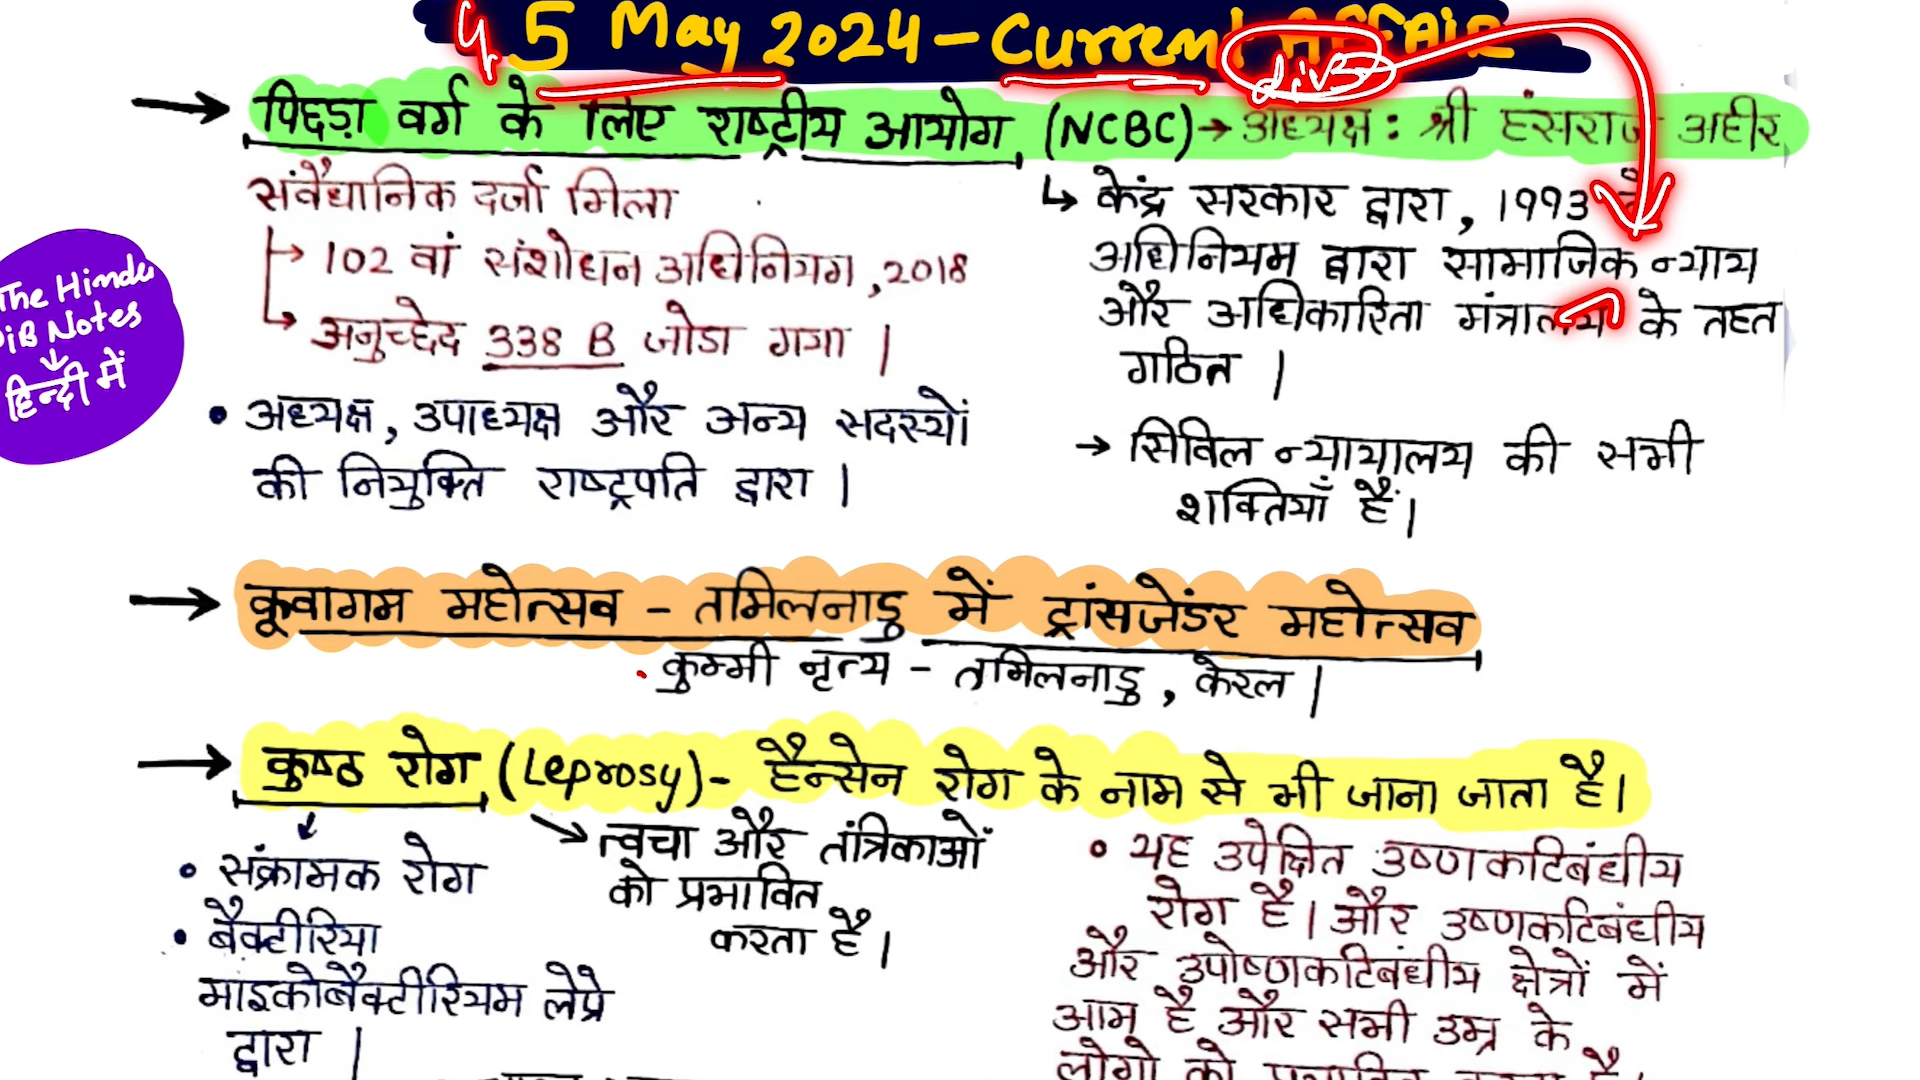 5 May 2024 - Current Affair
पिछड़ा वर्ग के लिए राष्ट्रीय आयोग (NCBC) → अध्यक्ष : श्री हंसराज अहीर
संवैधानिक दर्जा मिला
→ 102 वां संशोधन अधिनियम, 2018
→ अनुच्छेद 338 B जोडा गया |
• अध्यक्ष, उपाध्यक्ष और अन्य सदस्यों
की नियुक्ति राष्ट्रपति द्वारा |
↳ केंद्र सरकार द्वारा, 1993 के
अधिनियम द्वारा सामाजिक न्याय
और अधिकारिता मंत्रालय के तहत
गठित |
→ सिविल न्यायालय की सभी
शक्तियाँ हैं |
The Hindu
PiB Notes
↓
हिन्दी में
→ कूवागम महोत्सव - तमिलनाडु में ट्रांसजेंडर महोत्सव
. कुम्मी नृत्य - तमिलनाडु, केरल |
→ कुष्ठ रोग (Leprosy) - हैन्सेन रोग के नाम से भी जाना जाता है |
• संक्रामक रोग
• बैक्टीरिया
माइकोबैक्टीरियम लेप्रे
द्वारा |
त्वचा और तंत्रिकाओं
को प्रभावित
करता है |
• यह उपेक्षित उष्णकटिबंधीय
रोग है | और उष्णकटिबंधीय
और उपोष्णकटिबंधीय क्षेत्रों में
आम है और सभी उम्र के
लोगो को